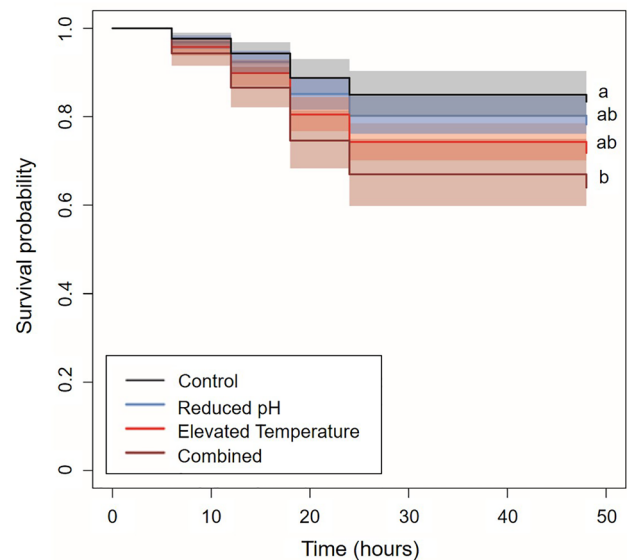 1.0
0.8
0.6
0.4
0.2
0
Survival probability
a
ab
ab
b
Control
Reduced pH
Elevated Temperature
Combined
0 10 20 30 40 50
Time (hours)